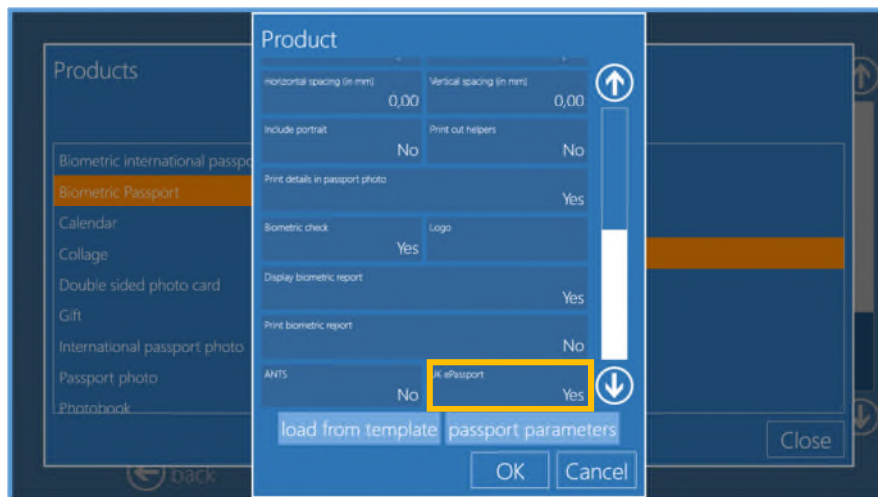 Product
Products
Horizontal spacing (in mm)
0,00
Vertical spacing (in mm)
0,00
Include portrait
No
Print cut helpers
No
Print details in passport photo
Yes
Biometric check
Yes
Logo
Display biometric report
Yes
Print biometric report
No
ANTS
No
UK ePassport
Yes
load from template
passport parameters
OK
Cancel
Biometric international
Biometric Passport
Calendar
Collage
Double sided photo card
Gift
International passport photo
Passport photo
Photobook
Close
back